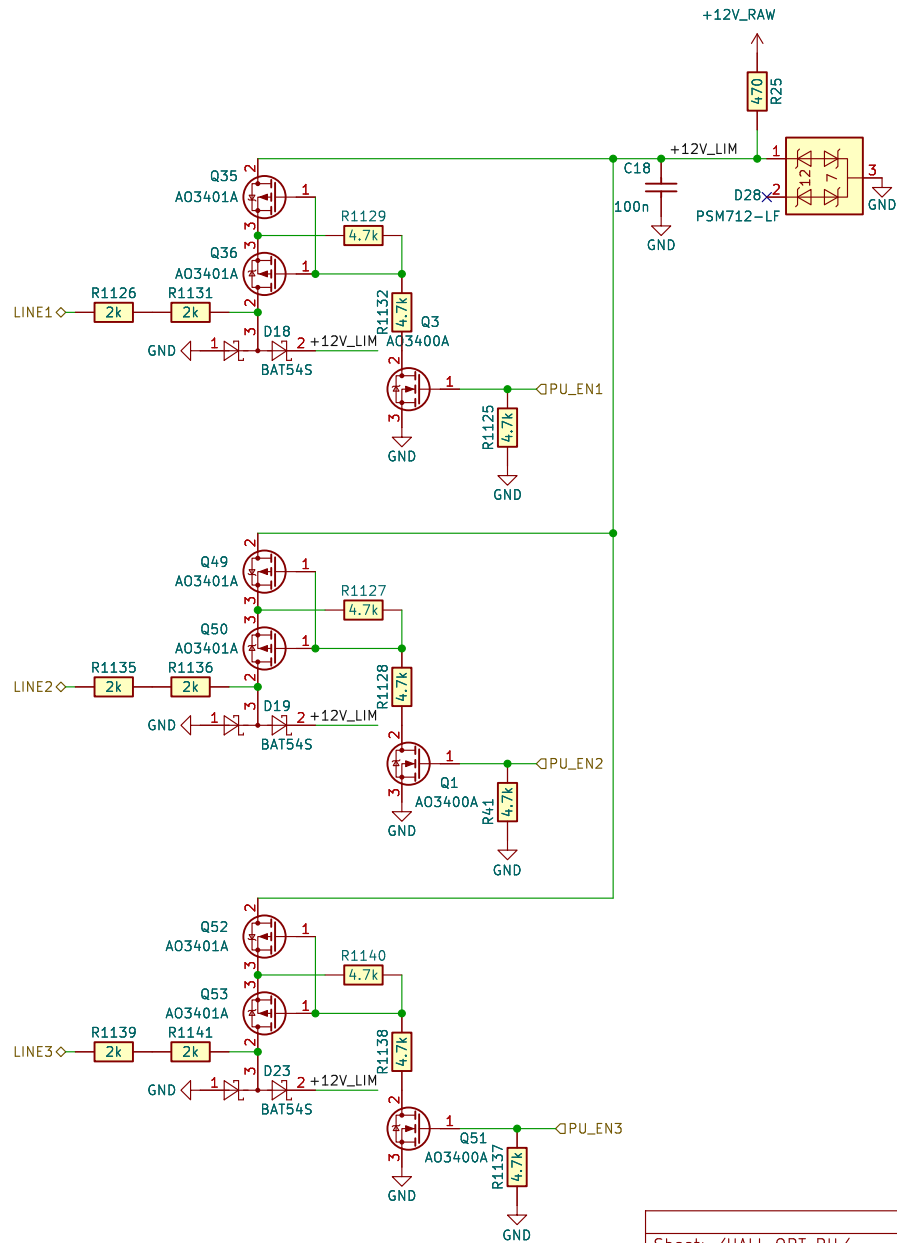 +12V_RAW
470
R25
+12V_LIM
C18
100n
GND
1
2
3
12
7
D28
PSM712-LF
GND
2
Q35
AO3401A
1
3
R1129
4.7k
3
Q36
AO3401A
1
2
R1126
2k
R1131
2k
LINE1
R1132
4.7k
Q3
AO3400A
3
D18
GND
1
2
+12V_LIM
BAT54S
2
1
3
PU_EN1
R1125
4.7k
GND
GND
2
Q49
AO3401A
1
3
R1127
4.7k
3
Q50
AO3401A
1
2
R1135
2k
R1136
2k
LINE2
R1128
4.7k
3
D19
GND
1
2
+12V_LIM
BAT54S
2
1
3
PU_EN2
Q1
AO3400A
R41
4.7k
GND
GND
2
Q52
AO3401A
1
3
R1140
4.7k
3
Q53
AO3401A
1
2
R1139
2k
R1141
2k
LINE3
R1138
4.7k
3
D23
GND
1
2
+12V_LIM
BAT54S
2
1
3
PU_EN3
Q51
AO3400A
R1137
4.7k
GND
GND